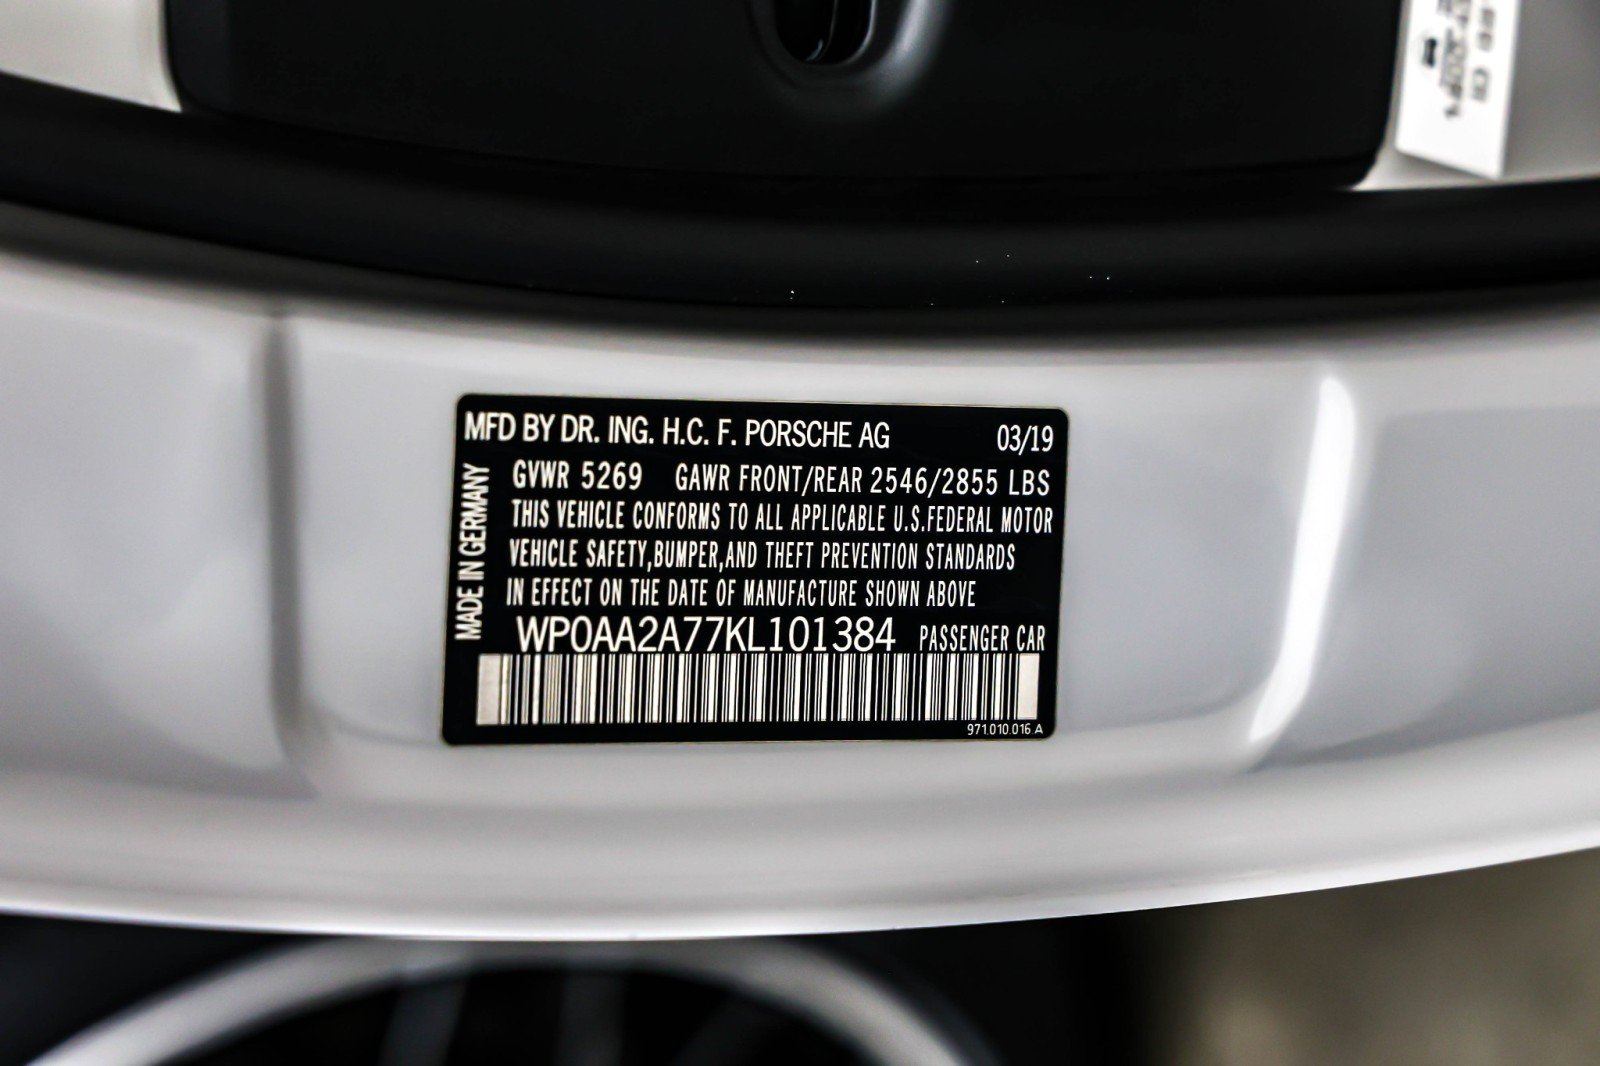 MFD BY DR. ING. H.C. F. PORSCHE AG 03/19
MADE IN GERMANY
GVWR 5269 GAWR FRONT/REAR 2546/2855 LBS
THIS VEHICLE CONFORMS TO ALL APPLICABLE U.S.FEDERAL MOTOR
VEHICLE SAFETY,BUMPER,AND THEFT PREVENTION STANDARDS
IN EFFECT ON THE DATE OF MANUFACTURE SHOWN ABOVE
WP0AA2A77KL101384 PASSENGER CAR
971.010.016 A